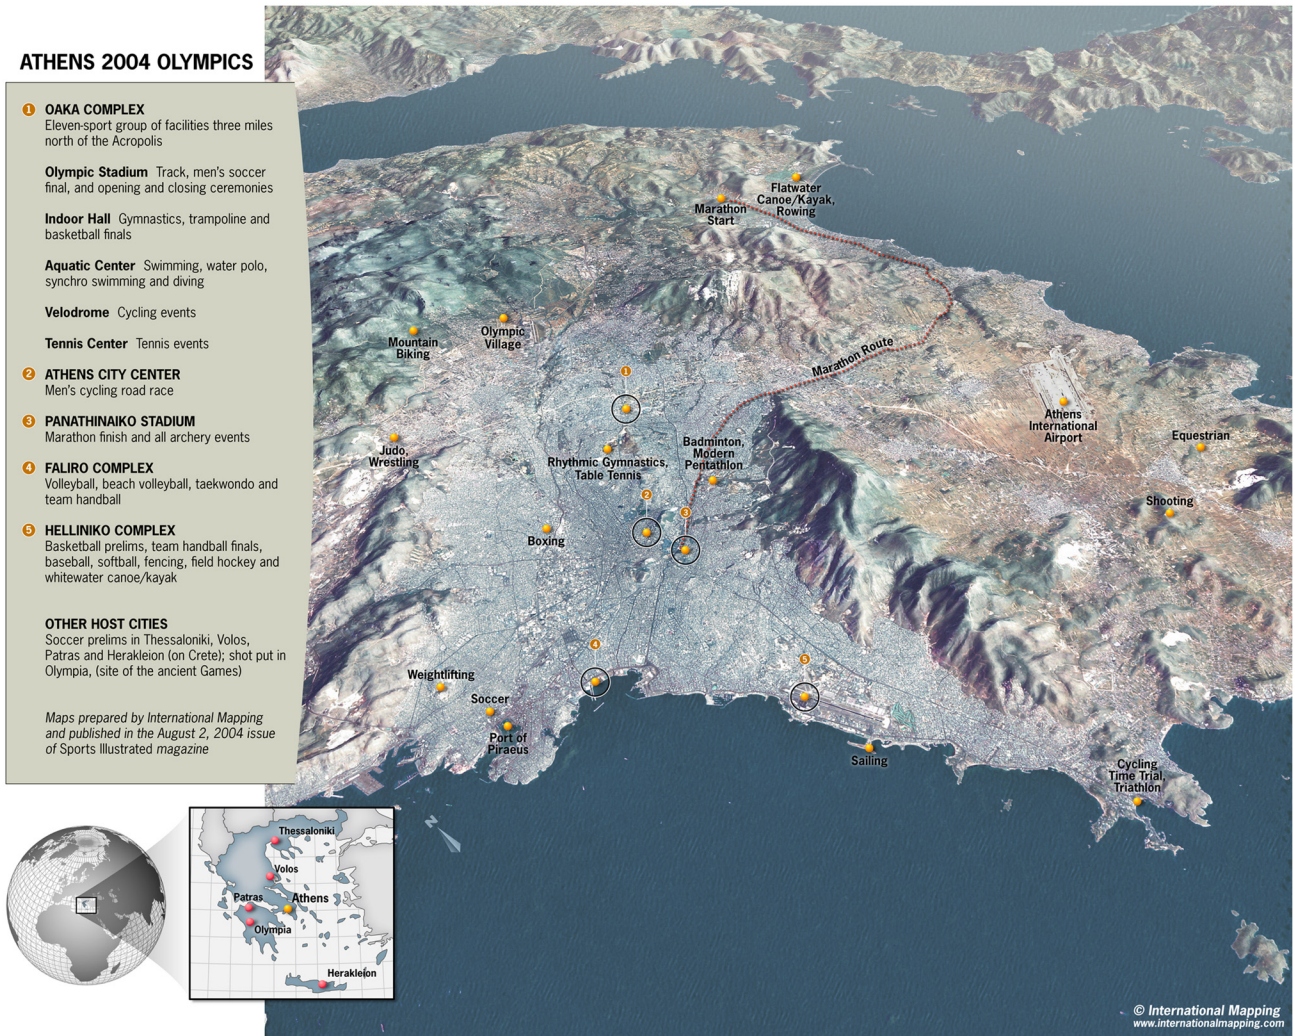 ATHENS 2004 OLYMPICS
1 OAKA COMPLEX
Eleven-sport group of facilities three miles
north of the Acropolis
Olympic Stadium Track, men's soccer
final, and opening and closing ceremonies
Indoor Hall Gymnastics, trampoline and
basketball finals
Aquatic Center Swimming, water polo,
synchro swimming and diving
Velodrome Cycling events
Tennis Center Tennis events
2 ATHENS CITY CENTER
Men's cycling road race
3 PANATHINAIKO STADIUM
Marathon finish and all archery events
4 FALIRO COMPLEX
Volleyball, beach volleyball, taekwondo and
team handball
5 HELLINIKO COMPLEX
Basketball prelims, team handball finals,
baseball, softball, fencing, field hockey and
whitewater canoe/kayak
OTHER HOST CITIES
Soccer prelims in Thessaloniki, Volos,
Patras and Herakleion (on Crete); shot put in
Olympia, (site of the ancient Games)
Maps prepared by International Mapping
and published in the August 2, 2004 issue
of Sports Illustrated magazine
Flatwater
Canoe/Kayak,
Rowing
Marathon
Start
Olympic
Village
Mountain
Biking
Marathon Route
1
Athens
International
Airport
Equestrian
Judo,
Wrestling
Rhythmic Gymnastics,
Table Tennis
Badminton,
Modern
Pentathlon
2
3
Shooting
Boxing
4
5
Weightlifting
Soccer
Port of
Piraeus
Sailing
Cycling
Time Trial,
Triathlon
N
Thessaloniki
Volos
Patras
Athens
Olympia
Herakleion
© International Mapping
www.internationalmapping.com